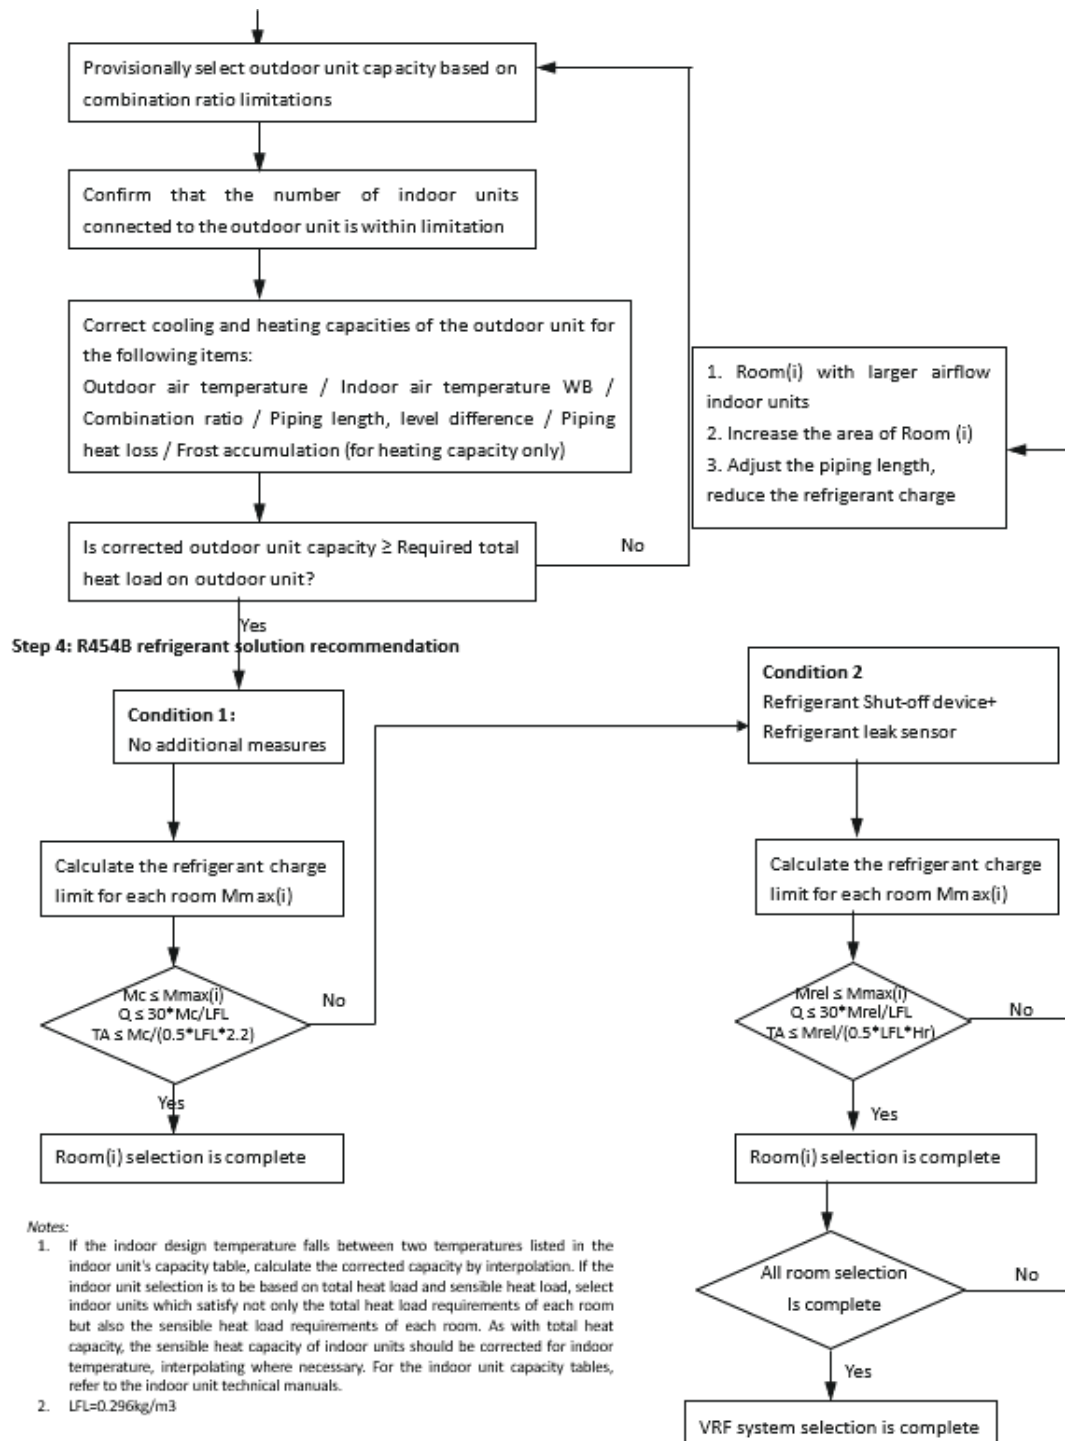 Provisionally select outdoor unit capacity based on
combination ratio limitations
Confirm that the number of indoor units
connected to the outdoor unit is within limitation
Correct cooling and heating capacities of the outdoor unit for
the following items:
Outdoor air temperature / Indoor air temperature WB /
Combination ratio / Piping length, level difference / Piping
heat loss / Frost accumulation (for heating capacity only)
1. Room(i) with larger airflow
indoor units
2. Increase the area of Room (i)
3. Adjust the piping length,
reduce the refrigerant charge
Is corrected outdoor unit capacity ≥ Required total
heat load on outdoor unit?
No
Yes
Step 4: R454B refrigerant solution recommendation
Condition 1:
No additional measures
Condition 2
Refrigerant Shut-off device+
Refrigerant leak sensor
Calculate the refrigerant charge
limit for each room Mmax(i)
Calculate the refrigerant charge
limit for each room Mmax(i)
Mc ≤ Mmax(i)
Q ≤ 30*Mc/LFL
TA ≤ Mc/(0.5*LFL*2.2)
No
Mrel ≤ Mmax(i)
Q ≤ 30*Mrel/LFL
TA ≤ Mrel/(0.5*LFL*Hr)
No
Yes
Yes
Room(i) selection is complete
Room(i) selection is complete
All room selection
Is complete
No
Yes
VRF system selection is complete
Notes:
1. If the indoor design temperature falls between two temperatures listed in the
indoor unit's capacity table, calculate the corrected capacity by interpolation. If the
indoor unit selection is to be based on total heat load and sensible heat load, select
indoor units which satisfy not only the total heat load requirements of each room
but also the sensible heat load requirements of each room. As with total heat
capacity, the sensible heat capacity of indoor units should be corrected for indoor
temperature, interpolating where necessary. For the indoor unit capacity tables,
refer to the indoor unit technical manuals.
2. LFL=0.296kg/m3